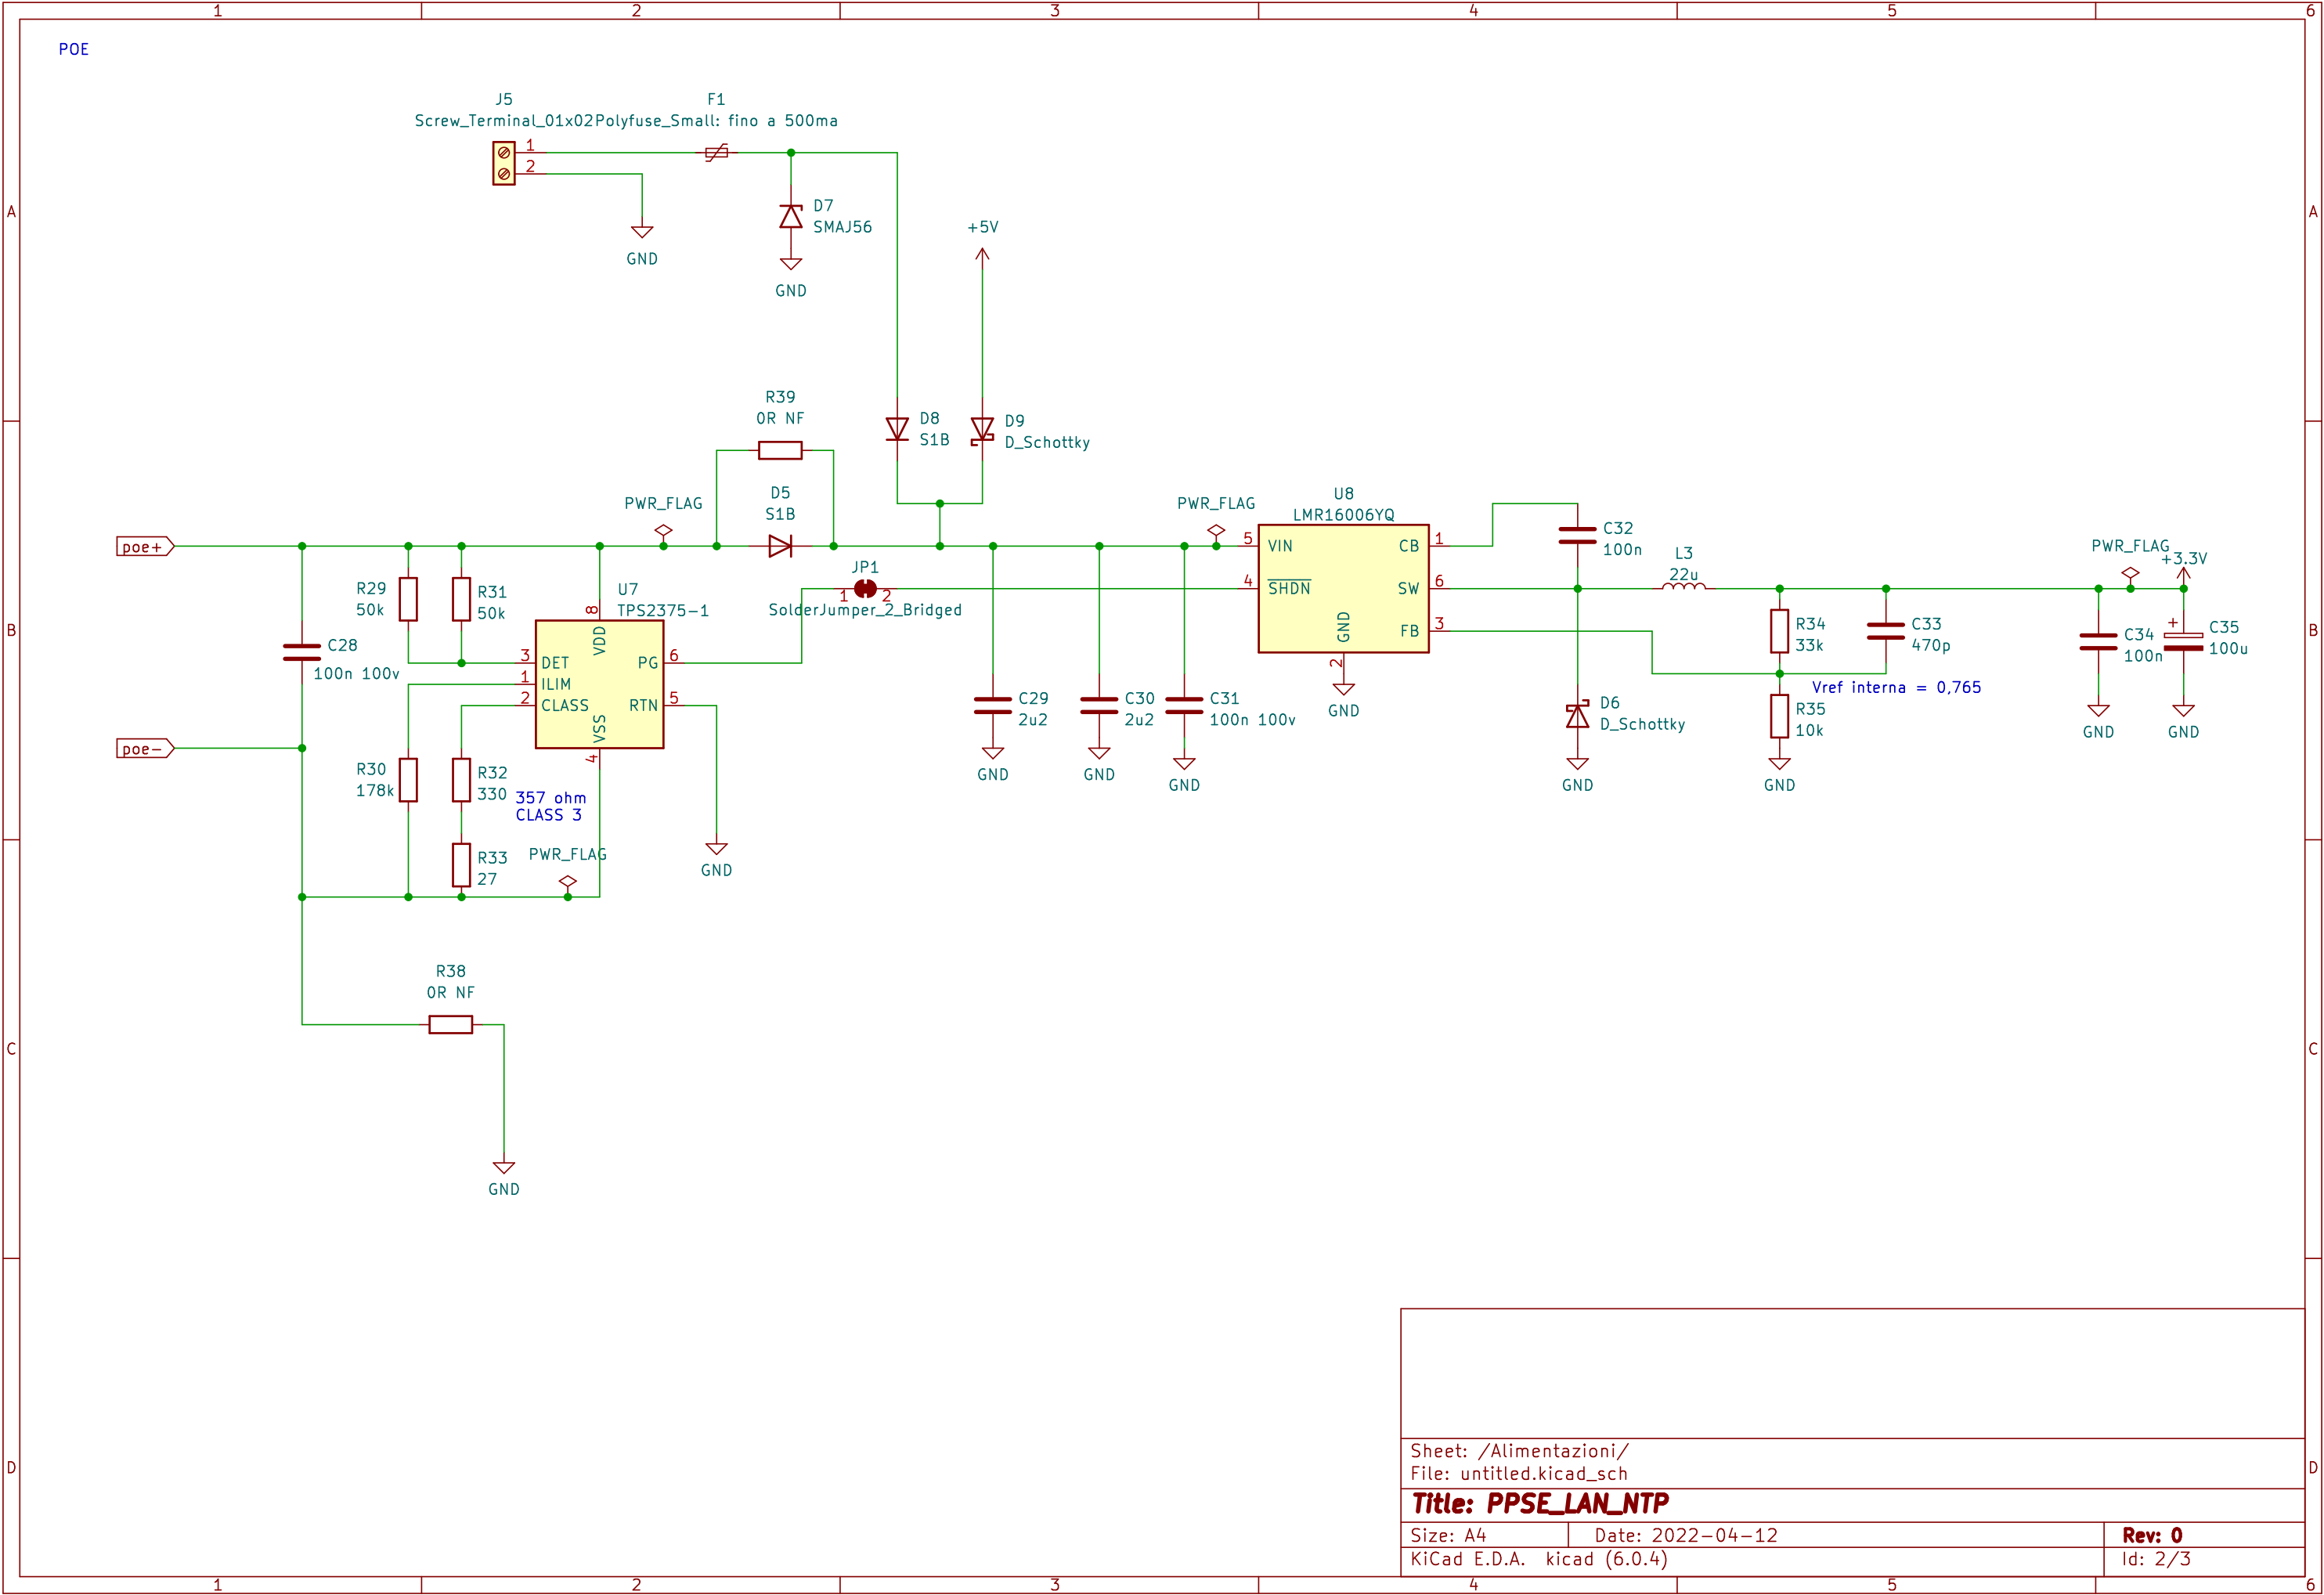 1 2 3 4 5 6
POE
J5
Screw_Terminal_01x02
F1
Polyfuse_Small: fino a 500ma
1
2
A
A
D7
SMAJ56
GND
GND
+5V
R39
0R NF
D8
S1B
D9
D_Schottky
PWR_FLAG
D5
S1B
PWR_FLAG
U8
LMR16006YQ
C32
100n
poe+
5 VIN
CB 1
JP1
1 2
SolderJumper_2_Bridged
4 SHDN
SW 6
GND
2
FB 3
GND
L3
22u
PWR_FLAG
+3.3V
R29
50k
R31
50k
U7
TPS2375-1
8
VDD
3 DET
1 ILIM
2 CLASS
PG 6
RTN 5
VSS
4
B
B
R34
33k
C33
470p
C34
100n
+
C35
100u
C28
100n 100v
Vref interna = 0,765
C29
2u2
C30
2u2
C31
100n 100v
D6
D_Schottky
R35
10k
GND
GND
poe-
GND
GND
GND
GND
GND
R30
178k
R32
330
357 ohm
CLASS 3
R33
27
PWR_FLAG
GND
R38
0R NF
C
C
GND
D
D
Sheet: /Alimentazioni/
File: untitled.kicad_sch
Title: PPSE_LAN_NTP
Size: A4
Date: 2022-04-12
Rev: 0
KiCad E.D.A. kicad (6.0.4)
Id: 2/3
1 2 3 4 5 6